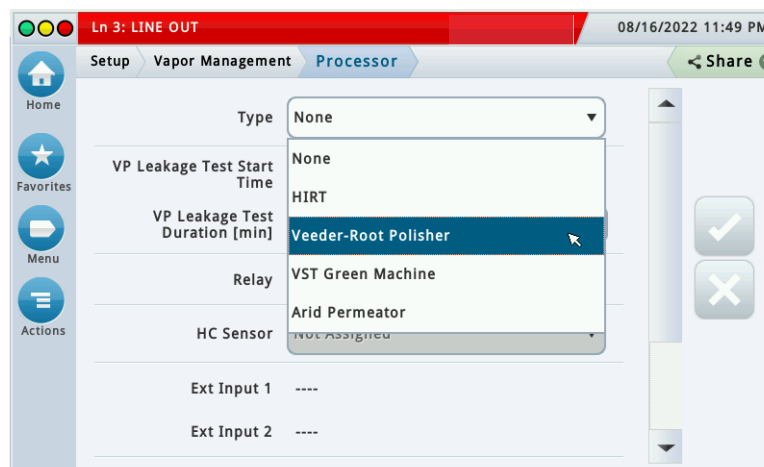 Ln 3: LINE OUT
08/16/2022 11:49 PM
Setup Vapor Management Processor
Share
Home
Favorites
Menu
Actions
Type None
None
HIRT
Veeder-Root Polisher
VST Green Machine
Arid Permeator
VP Leakage Test Start
Time
VP Leakage Test
Duration [min]
Relay
HC Sensor Not Assigned
Ext Input 1 ----
Ext Input 2 ----